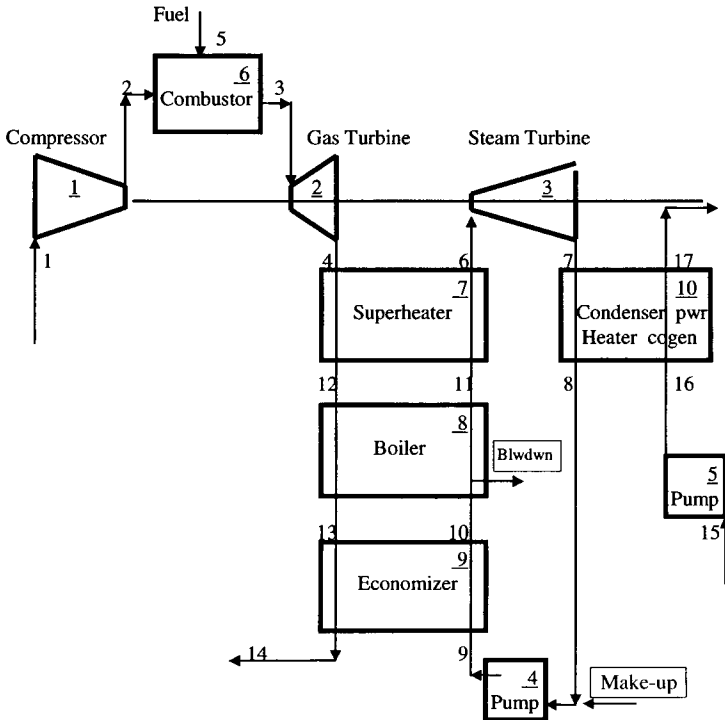 Fuel
5
2
6
3
Combustor
Compressor
Gas Turbine
Steam Turbine
1
2
3
1
4
6
7
17
7
10
Superheater
Condenser pwr
Heater cogen
12
11
8
16
8
Boiler
Blwdwn
5
Pump
13
10
15
9
Economizer
14
9
4
Pump
Make-up